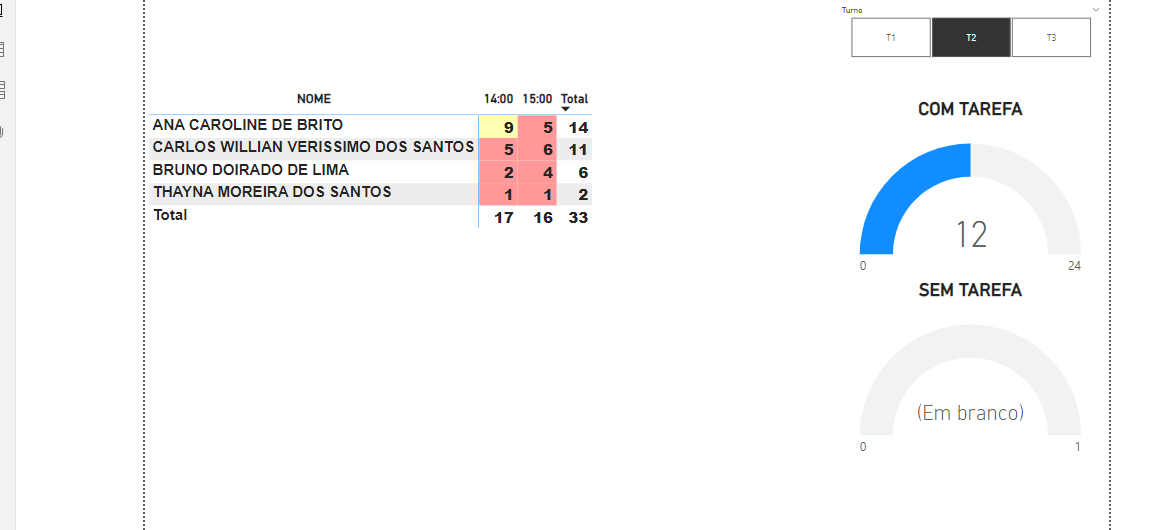 Turno
T1 T2 T3
NOME 14:00 15:00 Total
ANA CAROLINE DE BRITO 9 5 14
CARLOS WILLIAN VERISSIMO DOS SANTOS 5 6 11
BRUNO DOIRADO DE LIMA 2 4 6
THAYNA MOREIRA DOS SANTOS 1 1 2
Total 17 16 33
COM TAREFA
12
0 24
SEM TAREFA
(Em branco)
0 1